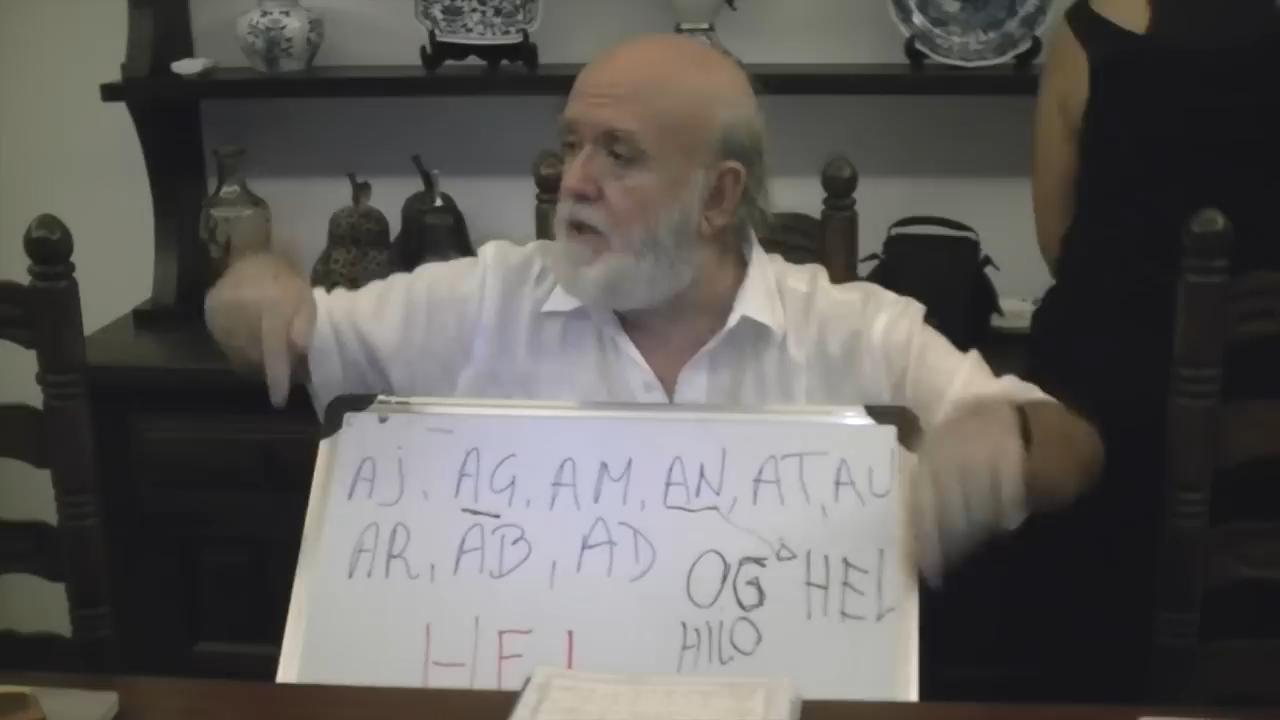 AJ, AG, AM, AN, AT, AU
AR, AB, AD
OG HEL
HILO
HEL